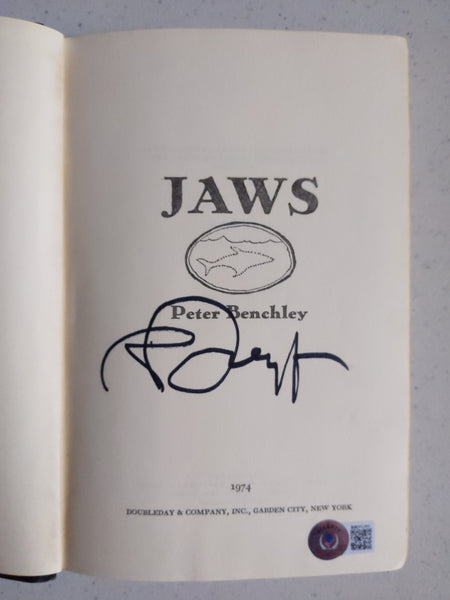 JAWS
Peter Benchley
1974
DOUBLEDAY & COMPANY, INC., GARDEN CITY, NEW YORK